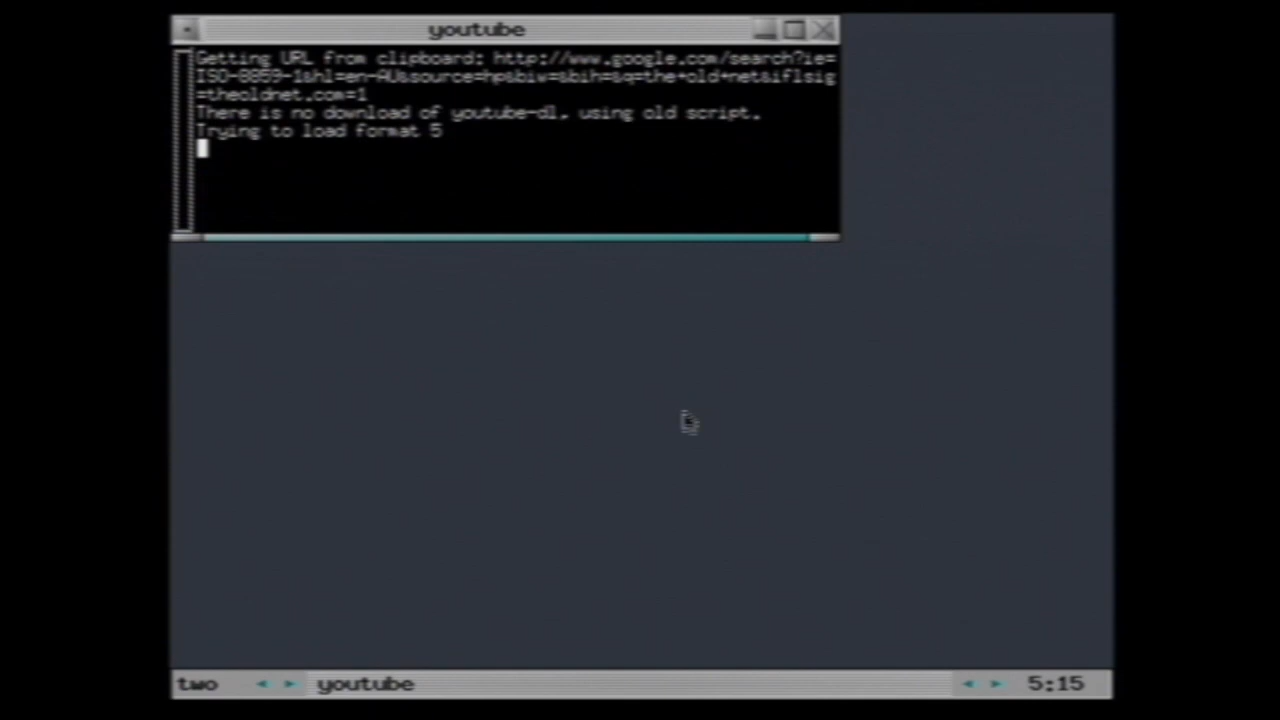 youtube
Getting URL from clipboard: http://www.google.com/search?ie=
ISO-8859-1&hl=en-AU&source=hp&biw=&bih=&q=the+old+net&iflsig
=theoldnet.com=1
There is no download of youtube-dl, using old script.
Trying to load format 5
two
youtube
5:15